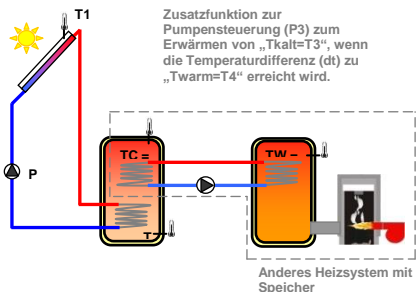 T1
Zusatzfunktion zur
Pumpensteuerung (P3) zum
Erwärmen von „Tkalt=T3“, wenn
die Temperaturdifferenz (dt) zu
„Twarm=T4“ erreicht wird.
TC =
TW =
P
T
Anderes Heizsystem mit
Speicher